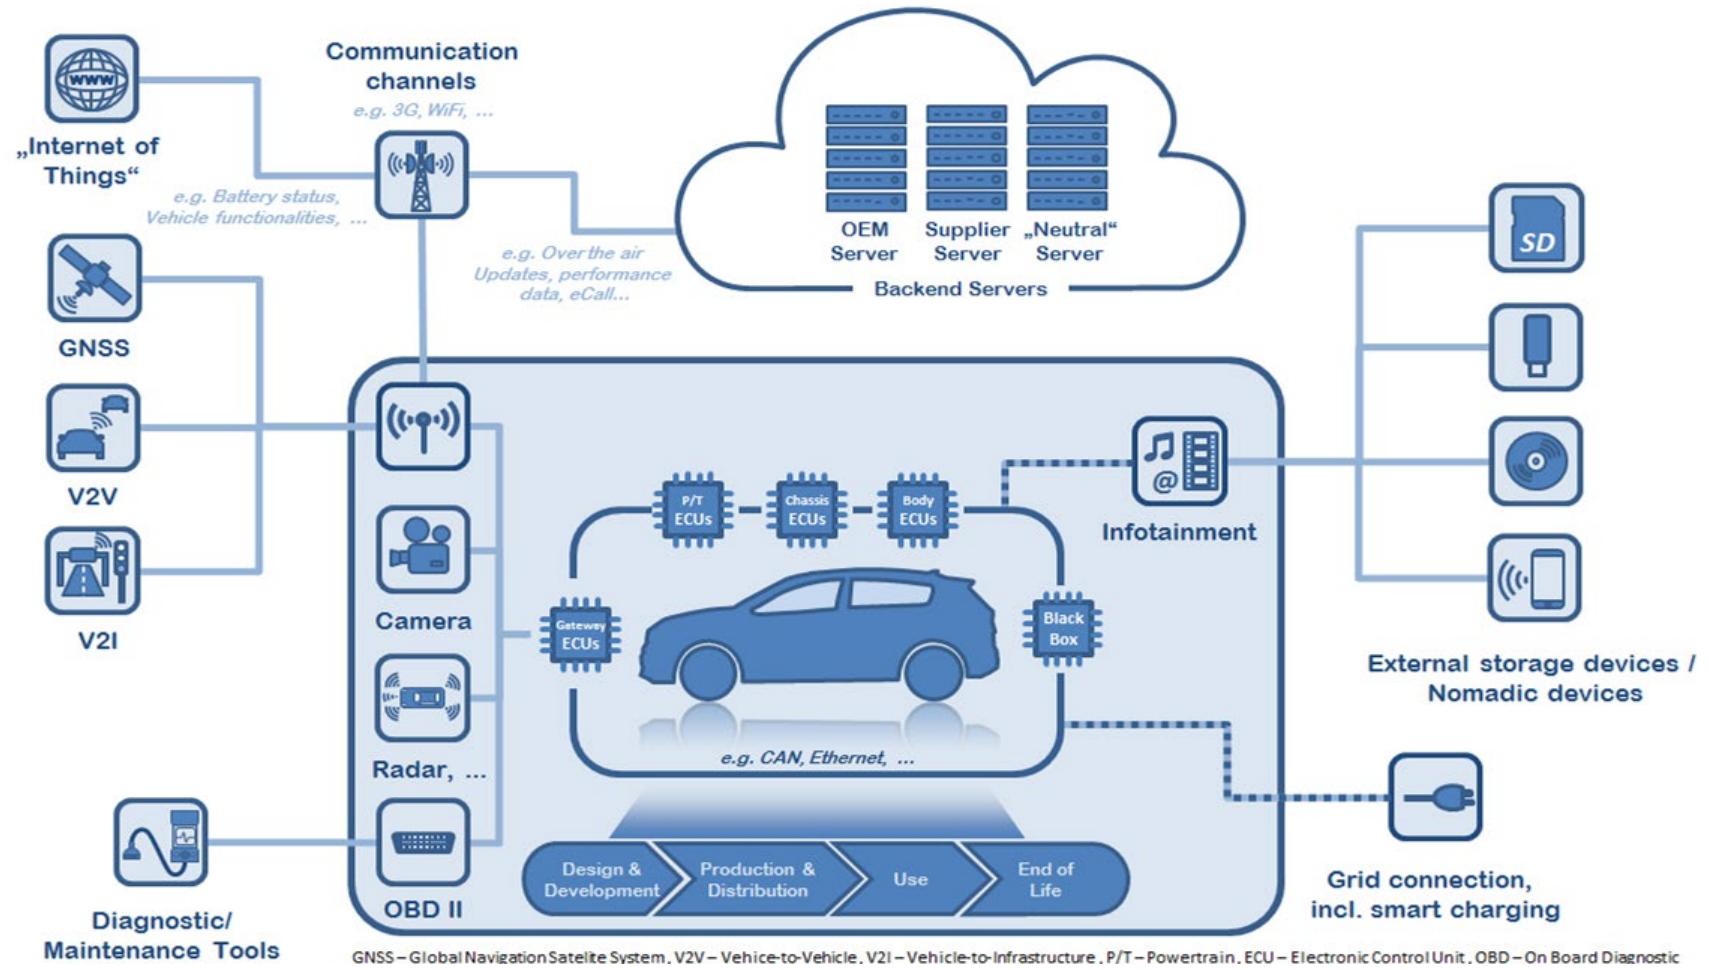 Communication
channels
e.g. 3G, WiFi, ...
WWW
„Internet of
Things“
e.g. Battery status,
Vehicle functionalities, ...
e.g. Over the air
Updates, performance
data, eCall...
OEM
Server
Supplier
Server
„Neutral“
Server
Backend Servers
GNSS
V2V
V2I
SD
P/T
ECUs
Chassis
ECUs
Body
ECUs
@
Infotainment
Camera
Gateway
ECUs
Black
Box
External storage devices /
Nomadic devices
Radar, ...
e.g. CAN, Ethernet, ...
OBD II
Design &
Development
Production &
Distribution
Use
End of
Life
Grid connection,
incl. smart charging
Diagnostic/
Maintenance Tools
GNSS – Global Navigation Satelite System, V2V – Vehice-to-Vehicle, V2I – Vehicle-to-Infrastructure, P/T – Powertrain, ECU – Electronic Control Unit, OBD – On Board Diagnostic